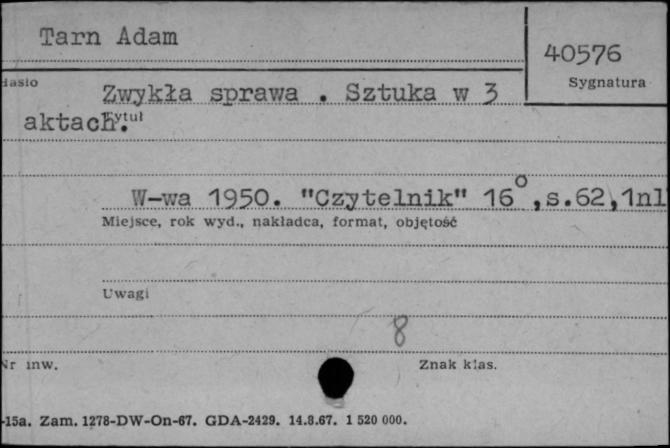 Tarn Adam
40576
Hasło
Sygnatura
Zwykła sprawa . Sztuka w 3
aktach.
Tytuł
W-wa 1950. "Czytelnik" 16°,s.62,1nl
Miejsce, rok wyd., nakładca, format, objętość
Uwagi
8
Nr inw.
Znak klas.
-15a. Zam. 1278-DW-On-67. GDA-2429. 14.8.67. 1 520 000.